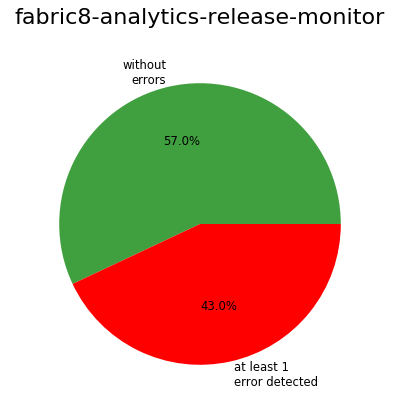 fabric8-analytics-release-monitor
without
errors
57.0%
43.0%
at least 1
error detected